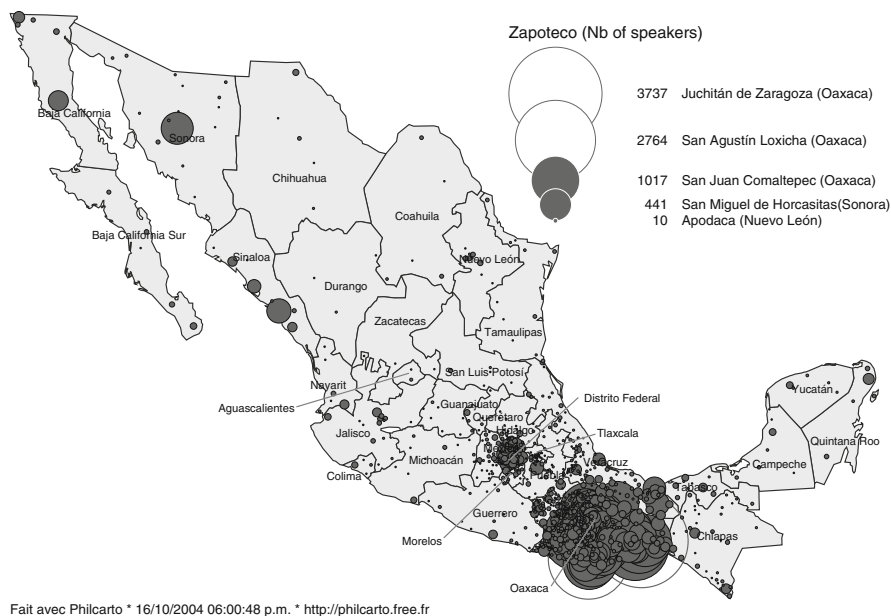 Zapoteco (Nb of speakers)
3737 Juchitán de Zaragoza (Oaxaca)
2764 San Agustín Loxicha (Oaxaca)
1017 San Juan Comaltepec (Oaxaca)
441 San Miguel de Horcasitas(Sonora)
10 Apodaca (Nuevo León)
Baja California
Sonora
Chihuahua
Coahuila
Baja California Sur
Sinaloa
Nuevo León
Durango
Zacatecas
Tamaulipas
San Luis Potosí
Nayarit
Aguascalientes
Guanajuato
Distrito Federal
Yucatán
Querétaro
Hidalgo
Jalisco
Tlaxcala
Quintana Roo
Michoacán
Veracruz
Campeche
Colima
Puebla
Tabasco
Guerrero
Chiapas
Morelos
Oaxaca
Fait avec Philcarto * 16/10/2004 06:00:48 p.m. * http://philcarto.free.fr